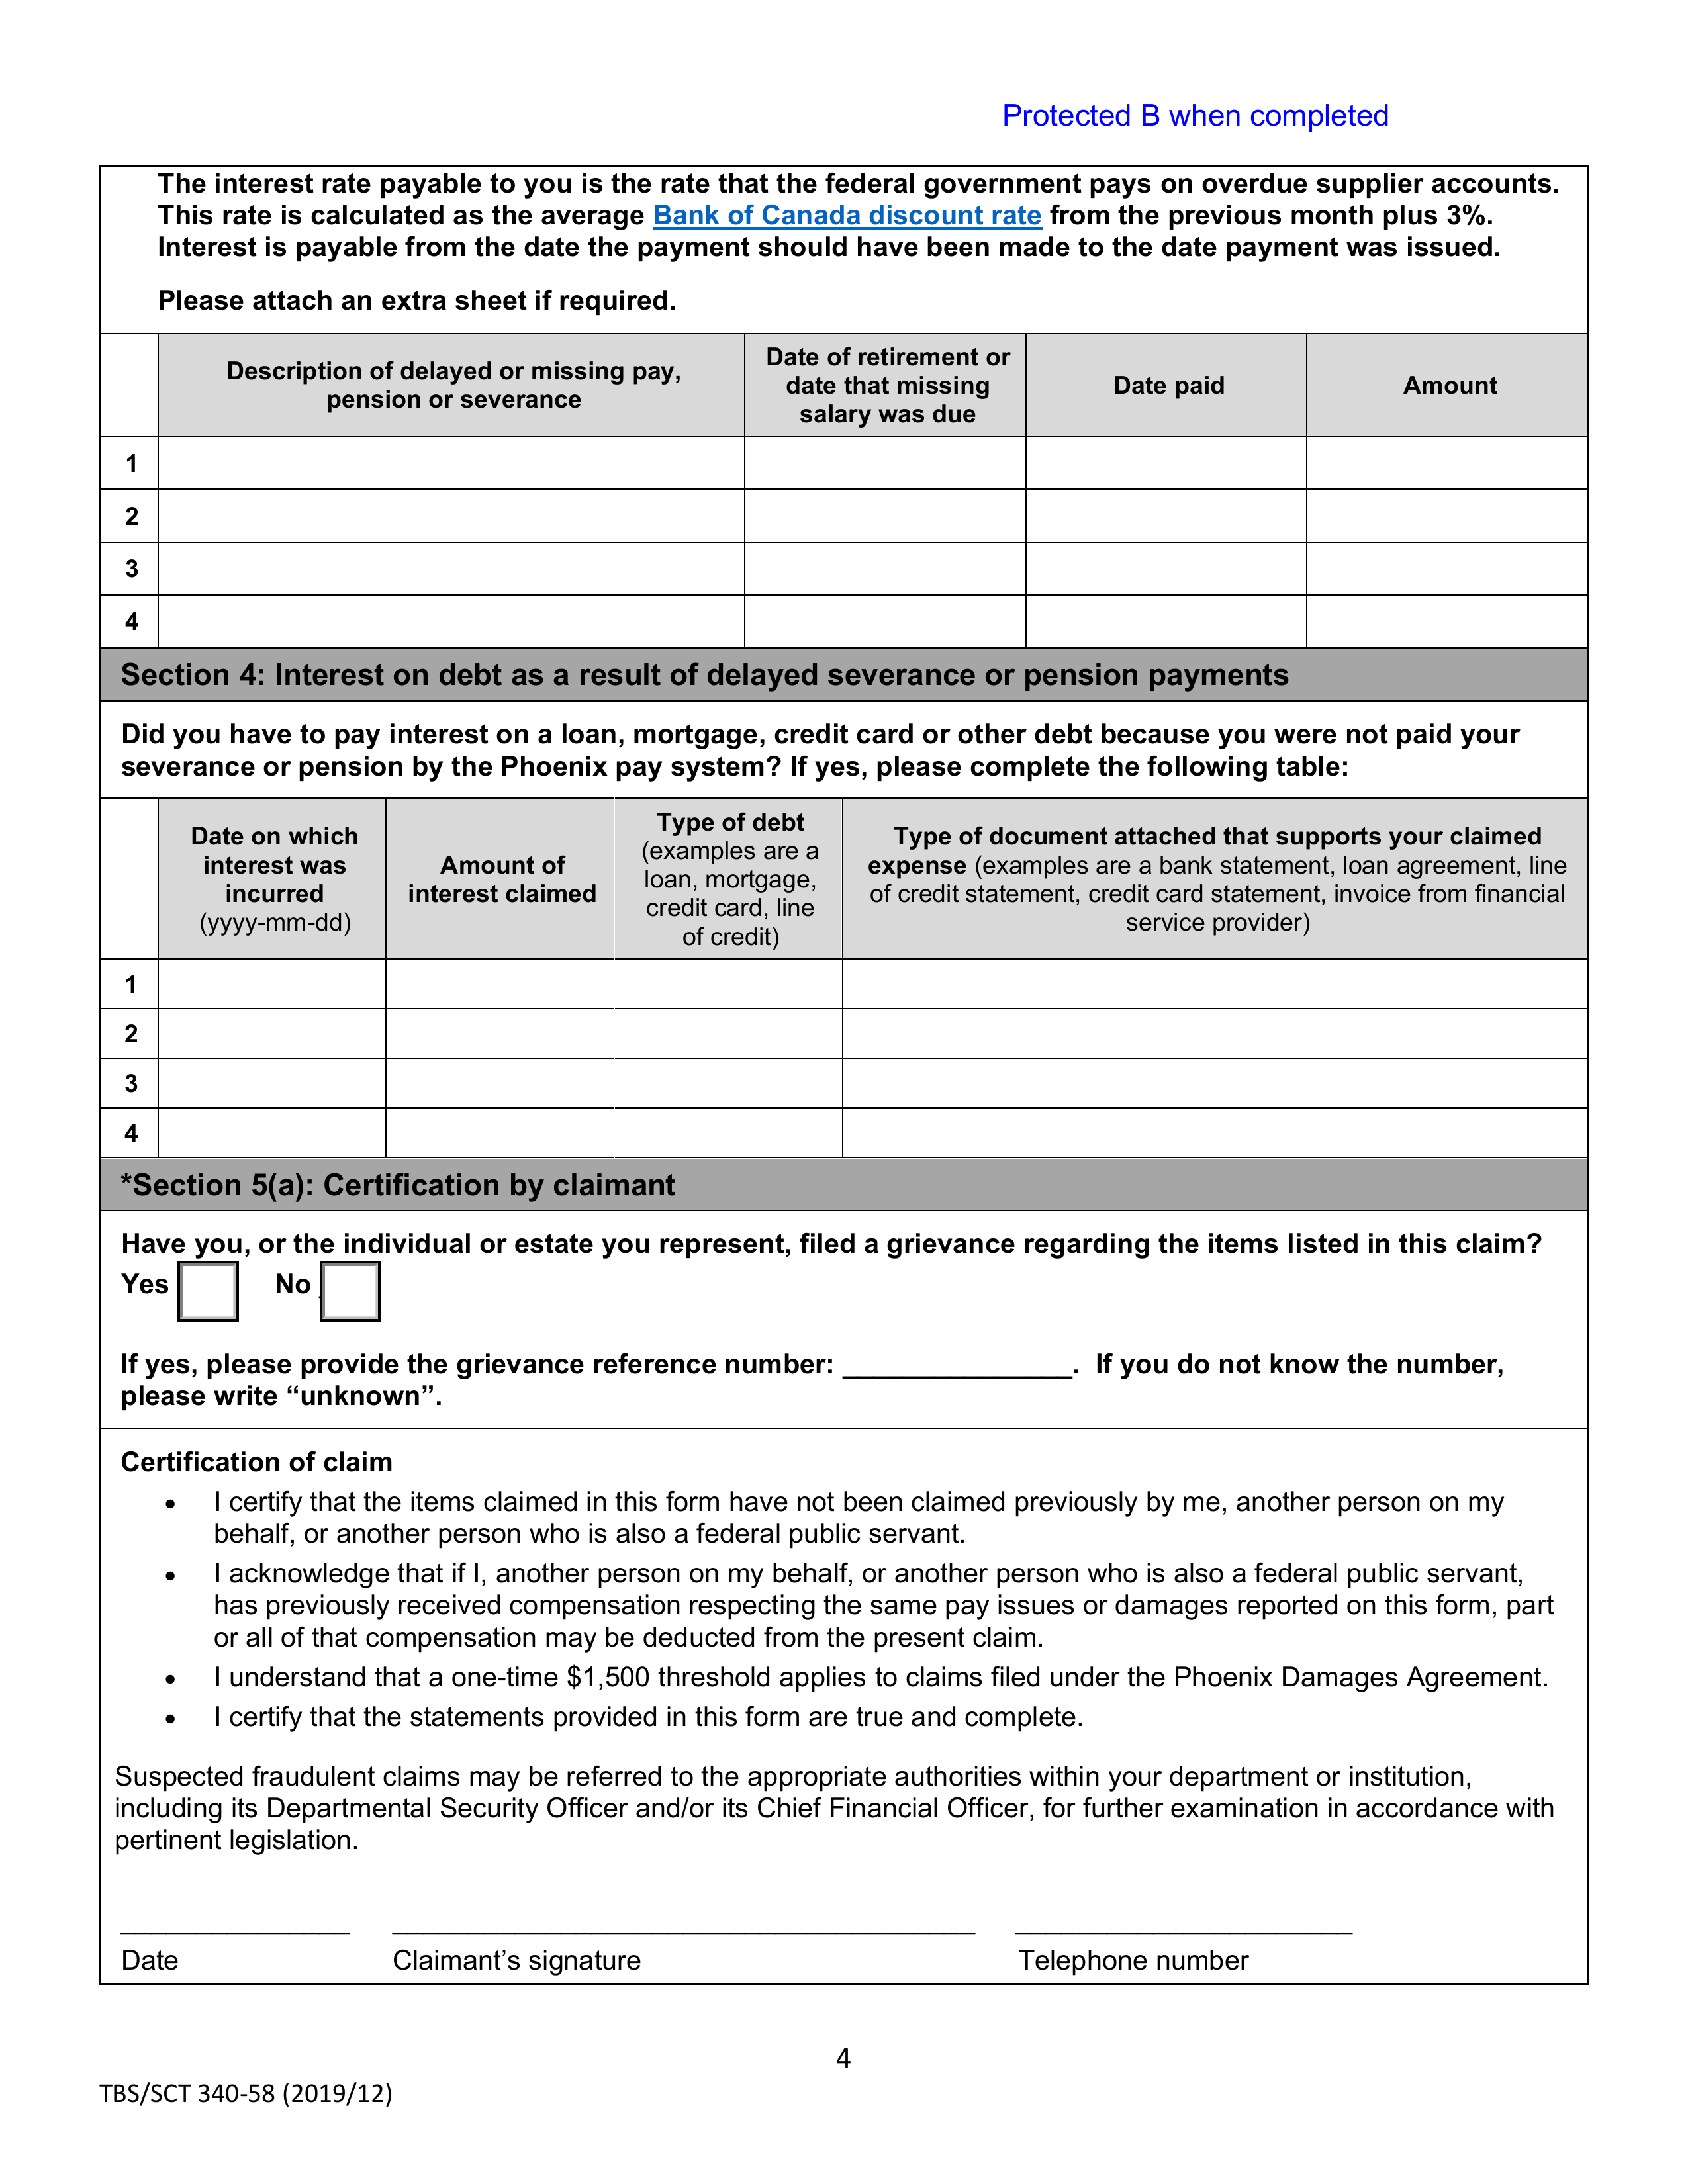 Protected B when completed
The interest rate payable to you is the rate that the federal government pays on overdue supplier accounts.
This rate is calculated as the average Bank of Canada discount rate from the previous month plus 3%.
Interest is payable from the date the payment should have been made to the date payment was issued.
Please attach an extra sheet if required.
Description of delayed or missing pay,
pension or severance
Date of retirement or
date that missing
salary was due
Date paid
Amount
1
2
3
4
Section 4: Interest on debt as a result of delayed severance or pension payments
Did you have to pay interest on a loan, mortgage, credit card or other debt because you were not paid your
severance or pension by the Phoenix pay system? If yes, please complete the following table:
Date on which
interest was
incurred
(yyyy-mm-dd)
Amount of
interest claimed
Type of debt
(examples are a
loan, mortgage,
credit card, line
of credit)
Type of document attached that supports your claimed
expense (examples are a bank statement, loan agreement, line
of credit statement, credit card statement, invoice from financial
service provider)
1
2
3
4
*Section 5(a): Certification by claimant
Have you, or the individual or estate you represent, filed a grievance regarding the items listed in this claim?
Yes No
If yes, please provide the grievance reference number: _______________. If you do not know the number,
please write “unknown”.
Certification of claim
• I certify that the items claimed in this form have not been claimed previously by me, another person on my
behalf, or another person who is also a federal public servant.
• I acknowledge that if I, another person on my behalf, or another person who is also a federal public servant,
has previously received compensation respecting the same pay issues or damages reported on this form, part
or all of that compensation may be deducted from the present claim.
• I understand that a one-time $1,500 threshold applies to claims filed under the Phoenix Damages Agreement.
• I certify that the statements provided in this form are true and complete.
Suspected fraudulent claims may be referred to the appropriate authorities within your department or institution,
including its Departmental Security Officer and/or its Chief Financial Officer, for further examination in accordance with
pertinent legislation.
Date Claimant’s signature Telephone number
4
TBS/SCT 340-58 (2019/12)